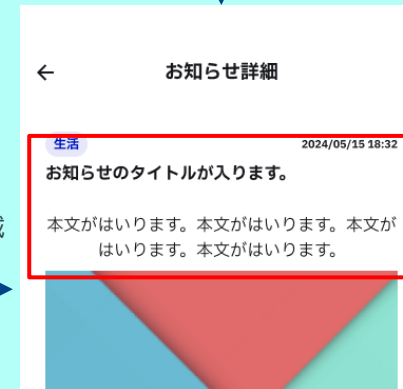 お知らせ詳細
生活 2024/05/15 18:32
お知らせのタイトルが入ります。
本文がはいります。本文がはいります。本文が
はいります。本文がはいります。